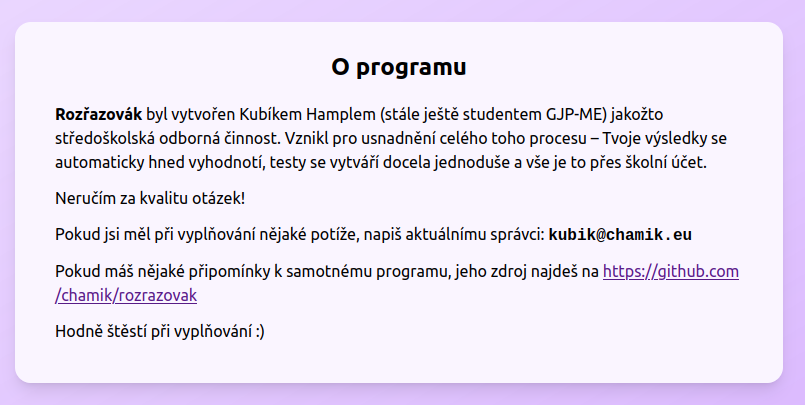 O programu
Rozřazovák byl vytvořen Kubíkem Hamplem (stále ještě studentem GJP-ME) jakožto
středoškolská odborná činnost. Vznikl pro usnadnění celého toho procesu – Tvoje výsledky se
automaticky hned vyhodnotí, testy se vytváří docela jednoduše a vše je to přes školní účet.
Neručím za kvalitu otázek!
Pokud jsi měl při vyplňování nějaké potíže, napiš aktuálnímu správci: kubik@chamik.eu
Pokud máš nějaké připomínky k samotnému programu, jeho zdroj najdeš na https://github.com
/chamik/rozrazovak
Hodně štěstí při vyplňování :)